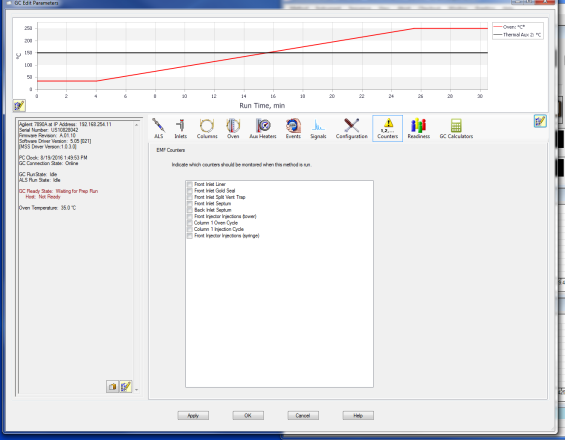 GC Edit Parameters
°C
250
200
150
100
50
0
0 2 4 6 8 10 12 14 16 18 20 22 24 26 28 30
Run Time, min
Oven: °C*
Thermal Aux 2: °C
Agilent 7890A at IP Address: 192.168.254.11
Serial Number: US10828042
Firmware Revision: A.01.10
Software Driver Version: 5.05 [021]
[MSS Driver Version:1.0.3.0]
PC Clock: 8/19/2016 1:49:53 PM
GC Connection State: Online
GC RunState: Idle
ALS Run State: Idle
GC Ready State: Waiting for Prep Run
Host: Not Ready
Oven Temperature: 35.0 °C
ALS Inlets Columns Oven Aux Heaters Events Signals Configuration Counters Readiness GC Calculators
EMF Counters
Indicate which counters should be monitored when this method is run.
Front Inlet Liner
Front Inlet Gold Seal
Front Inlet Split Vent Trap
Front Inlet Septum
Back Inlet Septum
Front Injector Injections (tower)
Column 1 Oven Cycle
Column 1 Injection Cycle
Front Injector Injections (syringe)
Apply OK Cancel Help